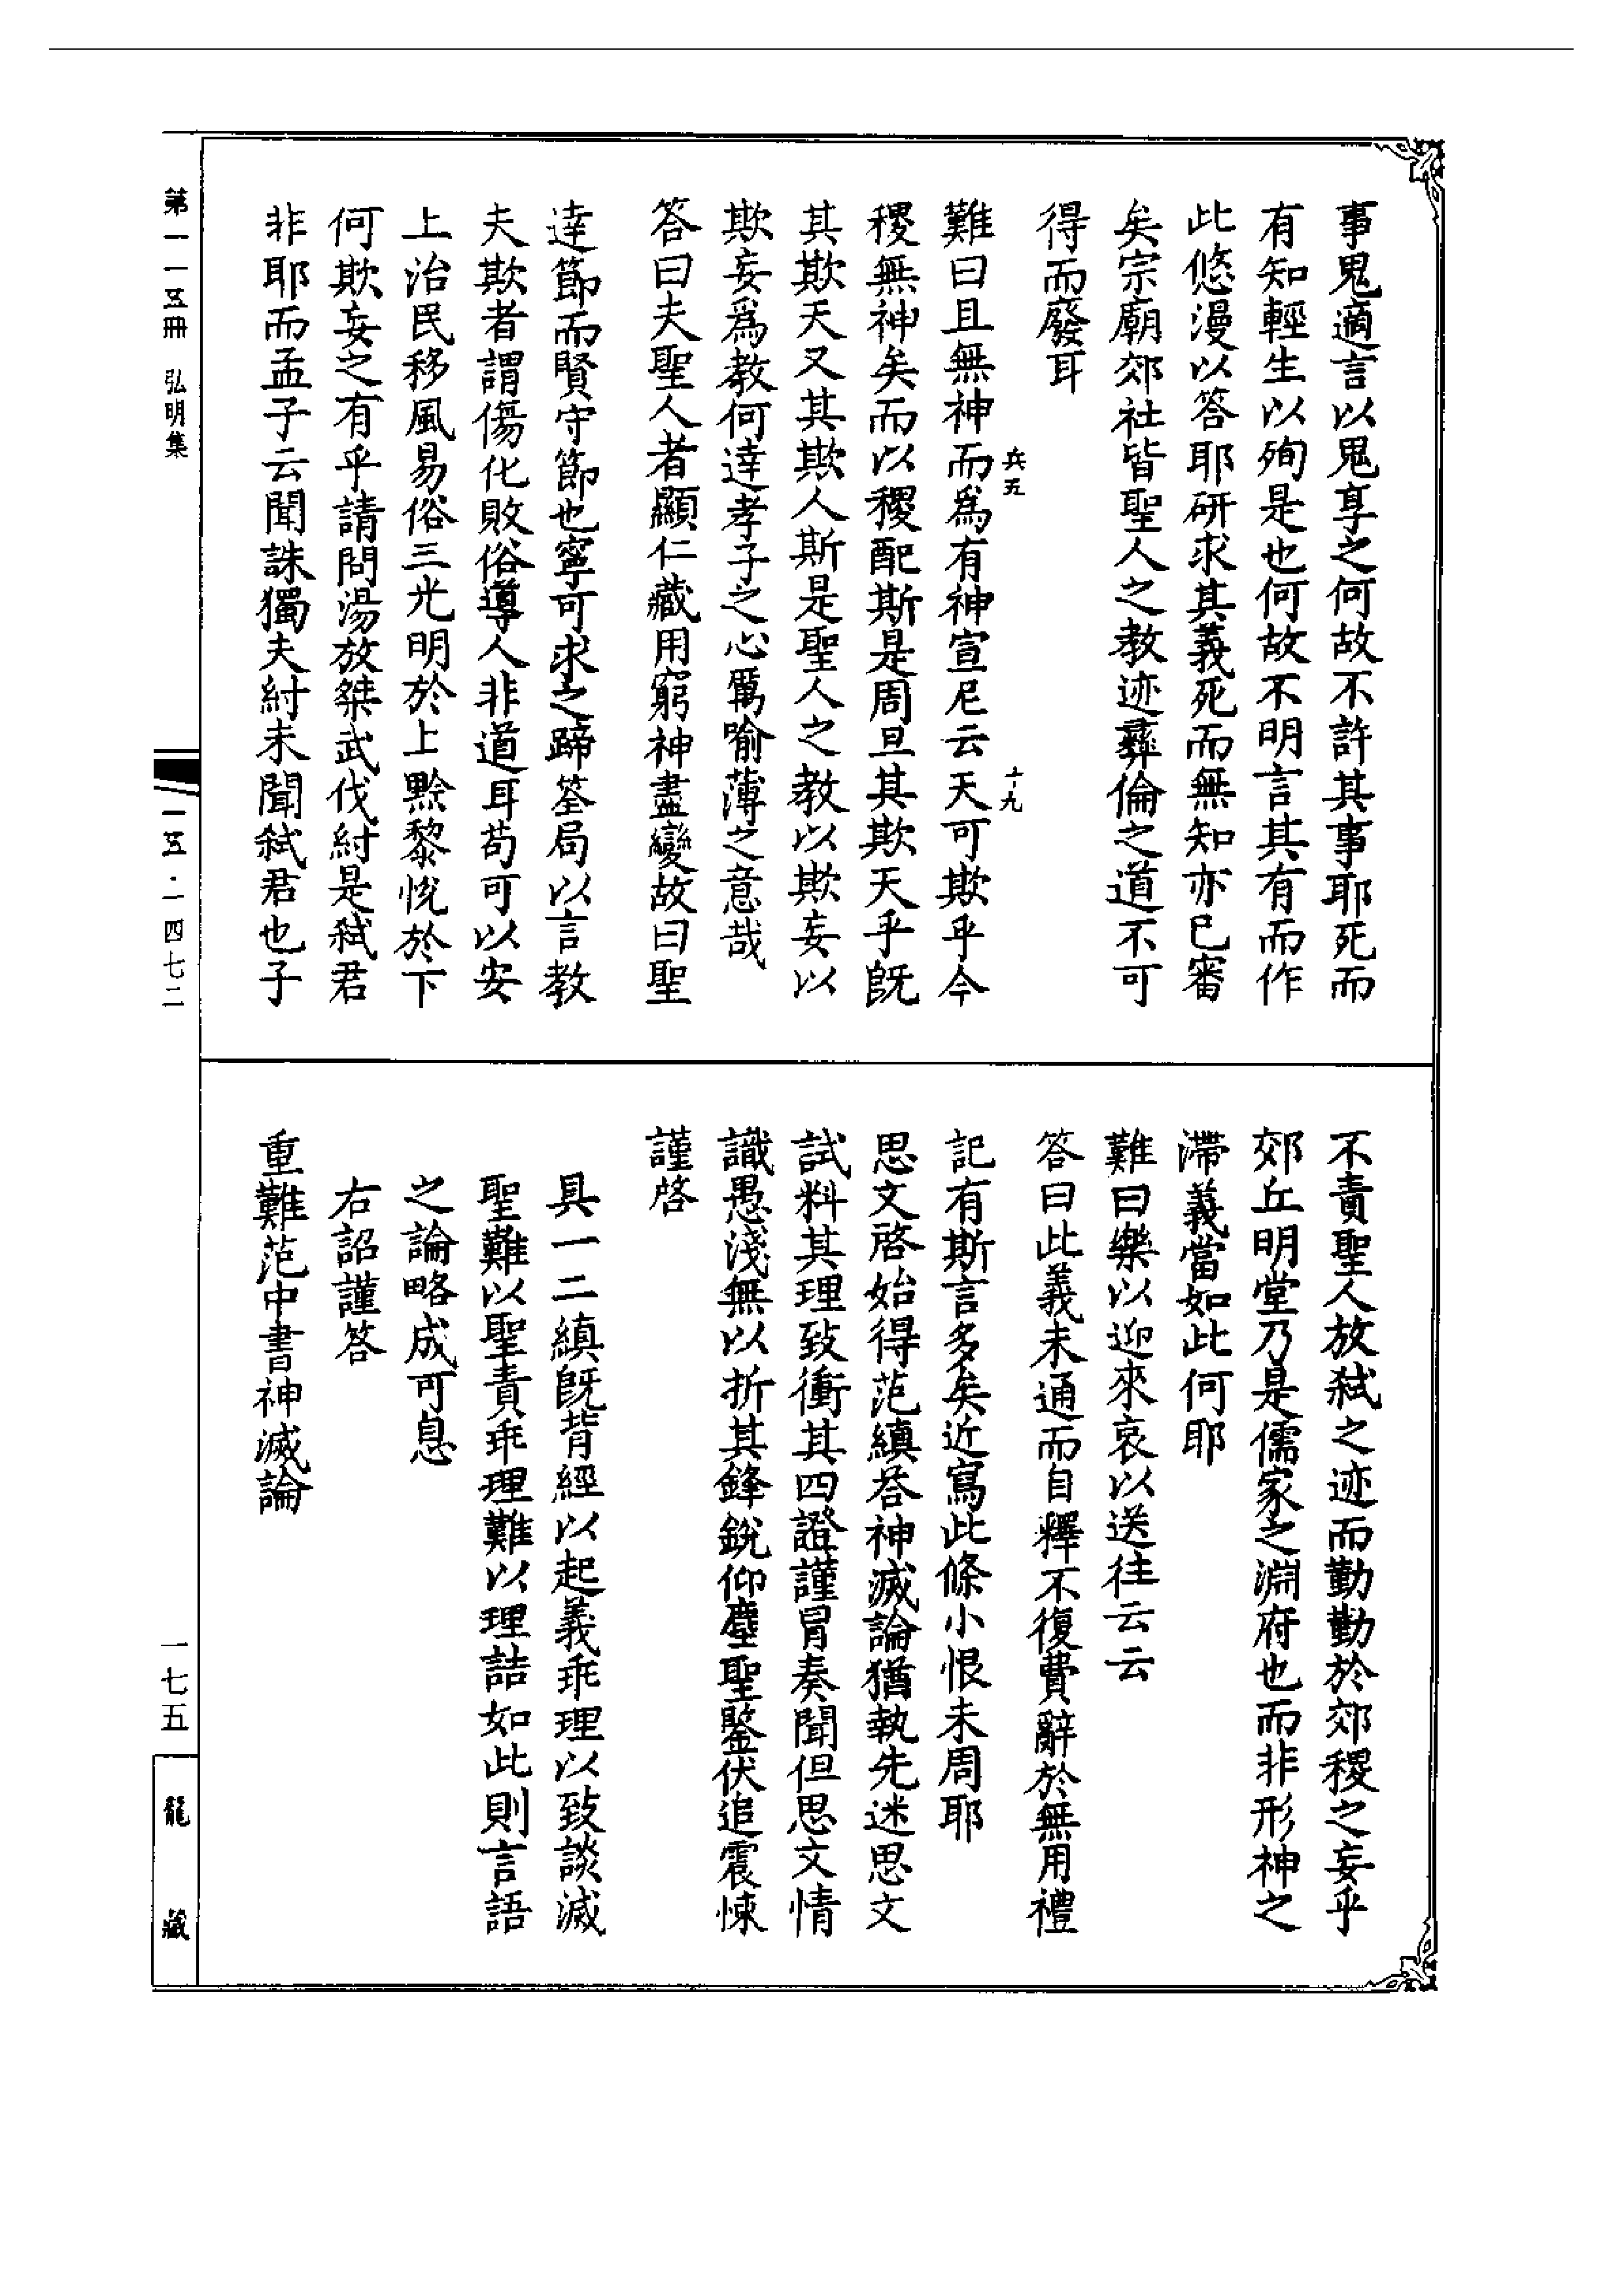 事鬼適言以鬼享之何故不許其事耶死而
有知輕生以殉是也何故不明言其有而作
此悠漫以答耶研求其義死而無知亦已審
矣宗廟郊社皆聖人之教迹彝倫之道不可
得而廢耳
兵五
十九
難曰且無神而爲有神宣尼云天可欺乎今
稷無神矣而以稷配斯是周旦其欺天乎旣
其欺天又其欺人斯是聖人之教以欺妄以
欺妄爲教何達孝子之心厲喻薄之意哉
答曰夫聖人者顯仁藏用窮神盡變故曰聖
達節而賢守節也寧可求之蹄筌局以言教
夫欺者謂傷化敗俗導人非道耳苟可以安
上治民移風易俗三光明於上黔黎悅於下
何欺妄之有乎請問湯放桀武伐紂是弑君
非耶而孟子云聞誅獨夫紂未聞弑君也子
不責聖人放弑之迹而勤勤於郊稷之妄乎
郊丘明堂乃是儒家之淵府也而非形神之
滯義當如此何耶
難曰樂以迎來哀以送往云云
答曰此義未通而自釋不復費辭於無用禮
記有斯言多矣近寫此條小恨未周耶
思文啓始得范縝答神滅論猶執先迷思文
試料其理致衝其四證謹冒奏聞但思文情
識愚淺無以折其鋒銳仰塵聖鑒伏追震悚
謹啓
具一二縝旣背經以起義乖理以致談滅
聖難以聖責乖理難以理詰如此則言語
之論略成可息
右詔謹答
重難范中書神滅論
第一一五冊 弘明集
一五·一四七二
一七五
龍藏